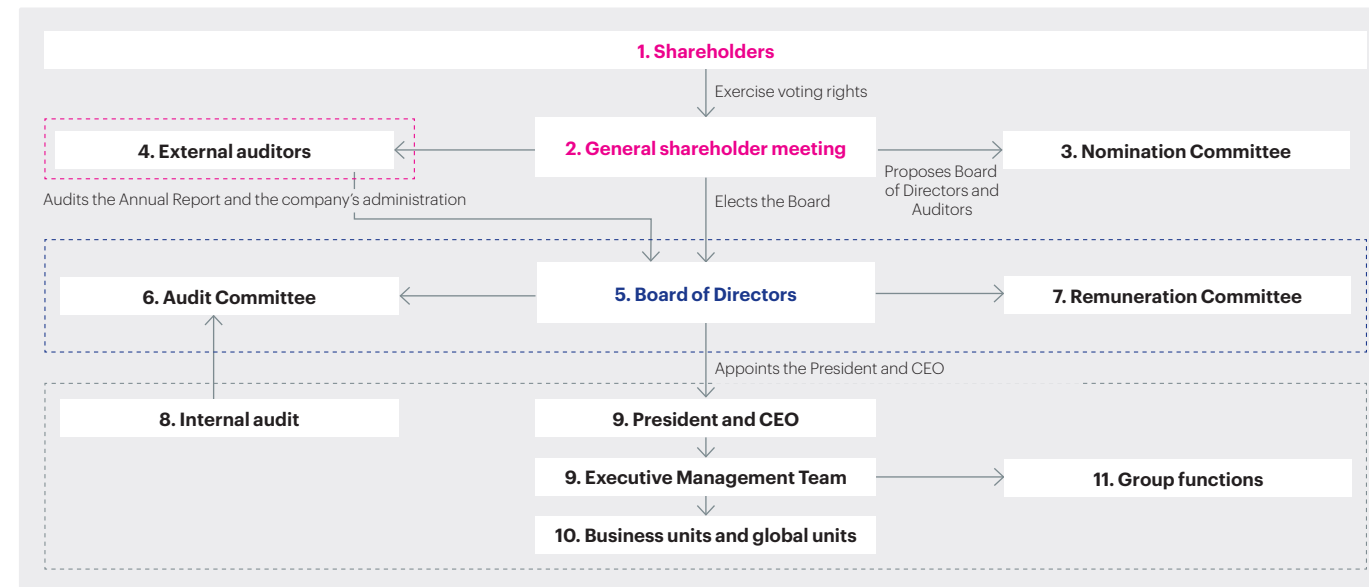 1. Shareholders
Exercise voting rights
4. External auditors
2. General shareholder meeting
3. Nomination Committee
Audits the Annual Report and the company's administration
Elects the Board
Proposes Board
of Directors and
Auditors
6. Audit Committee
5. Board of Directors
7. Remuneration Committee
Appoints the President and CEO
8. Internal audit
9. President and CEO
9. Executive Management Team
11. Group functions
10. Business units and global units